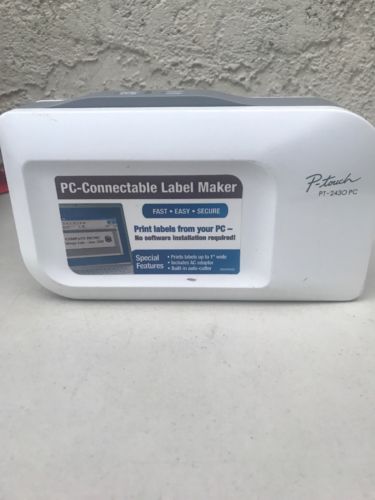 P-touch
PT-2430 PC
PC-Connectable Label Maker
FAST • EASY • SECURE
Print labels from your PC –
No software installation required!
Special
Features
• Prints labels up to 1" wide
• Includes AC adapter
• Built in auto-cutter